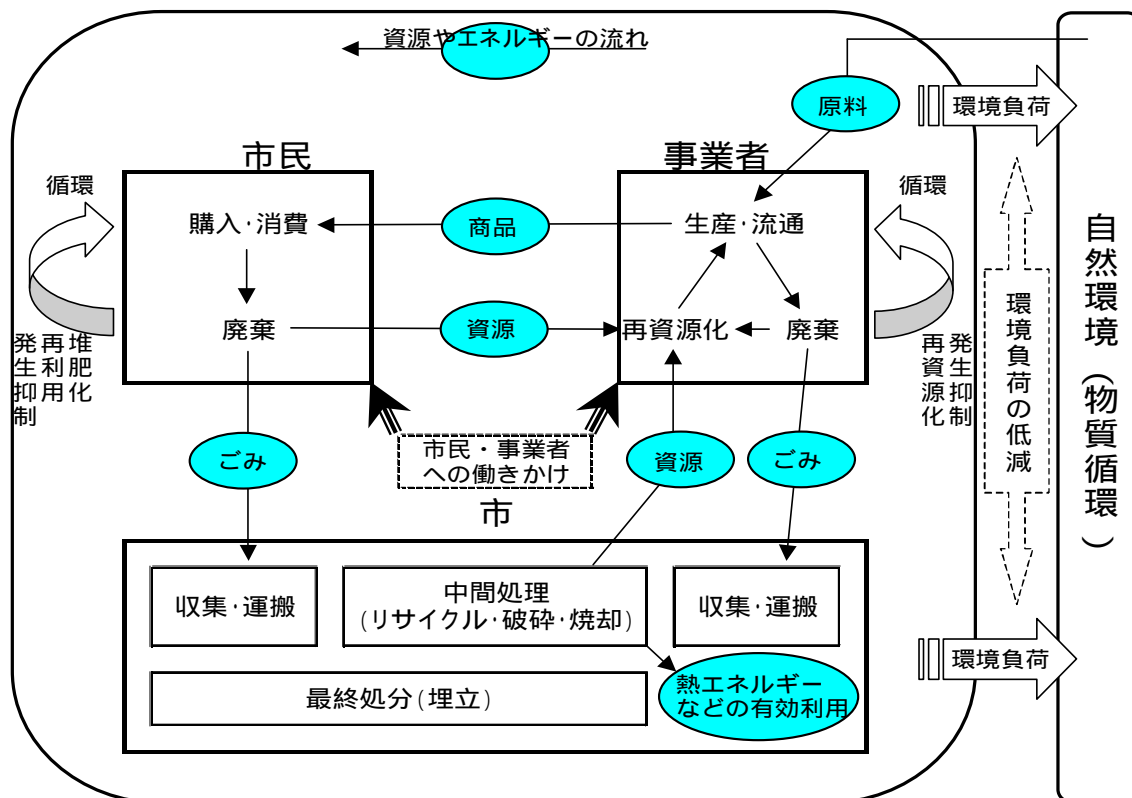 資源やエネルギーの流れ
原料
環境負荷
市民
事業者
循環
購入･消費
商品
生産･流通
循環
廃棄
資源
再資源化
廃棄
発生抑制
再利用
堆肥化
発生抑制
再資源化
環境負荷の低減
自然環境（物質循環）
ごみ
市民・事業者
への働きかけ
資源
ごみ
市
収集･運搬
中間処理
(リサイクル･破砕･焼却)
収集･運搬
環境負荷
最終処分(埋立)
熱エネルギー
などの有効利用